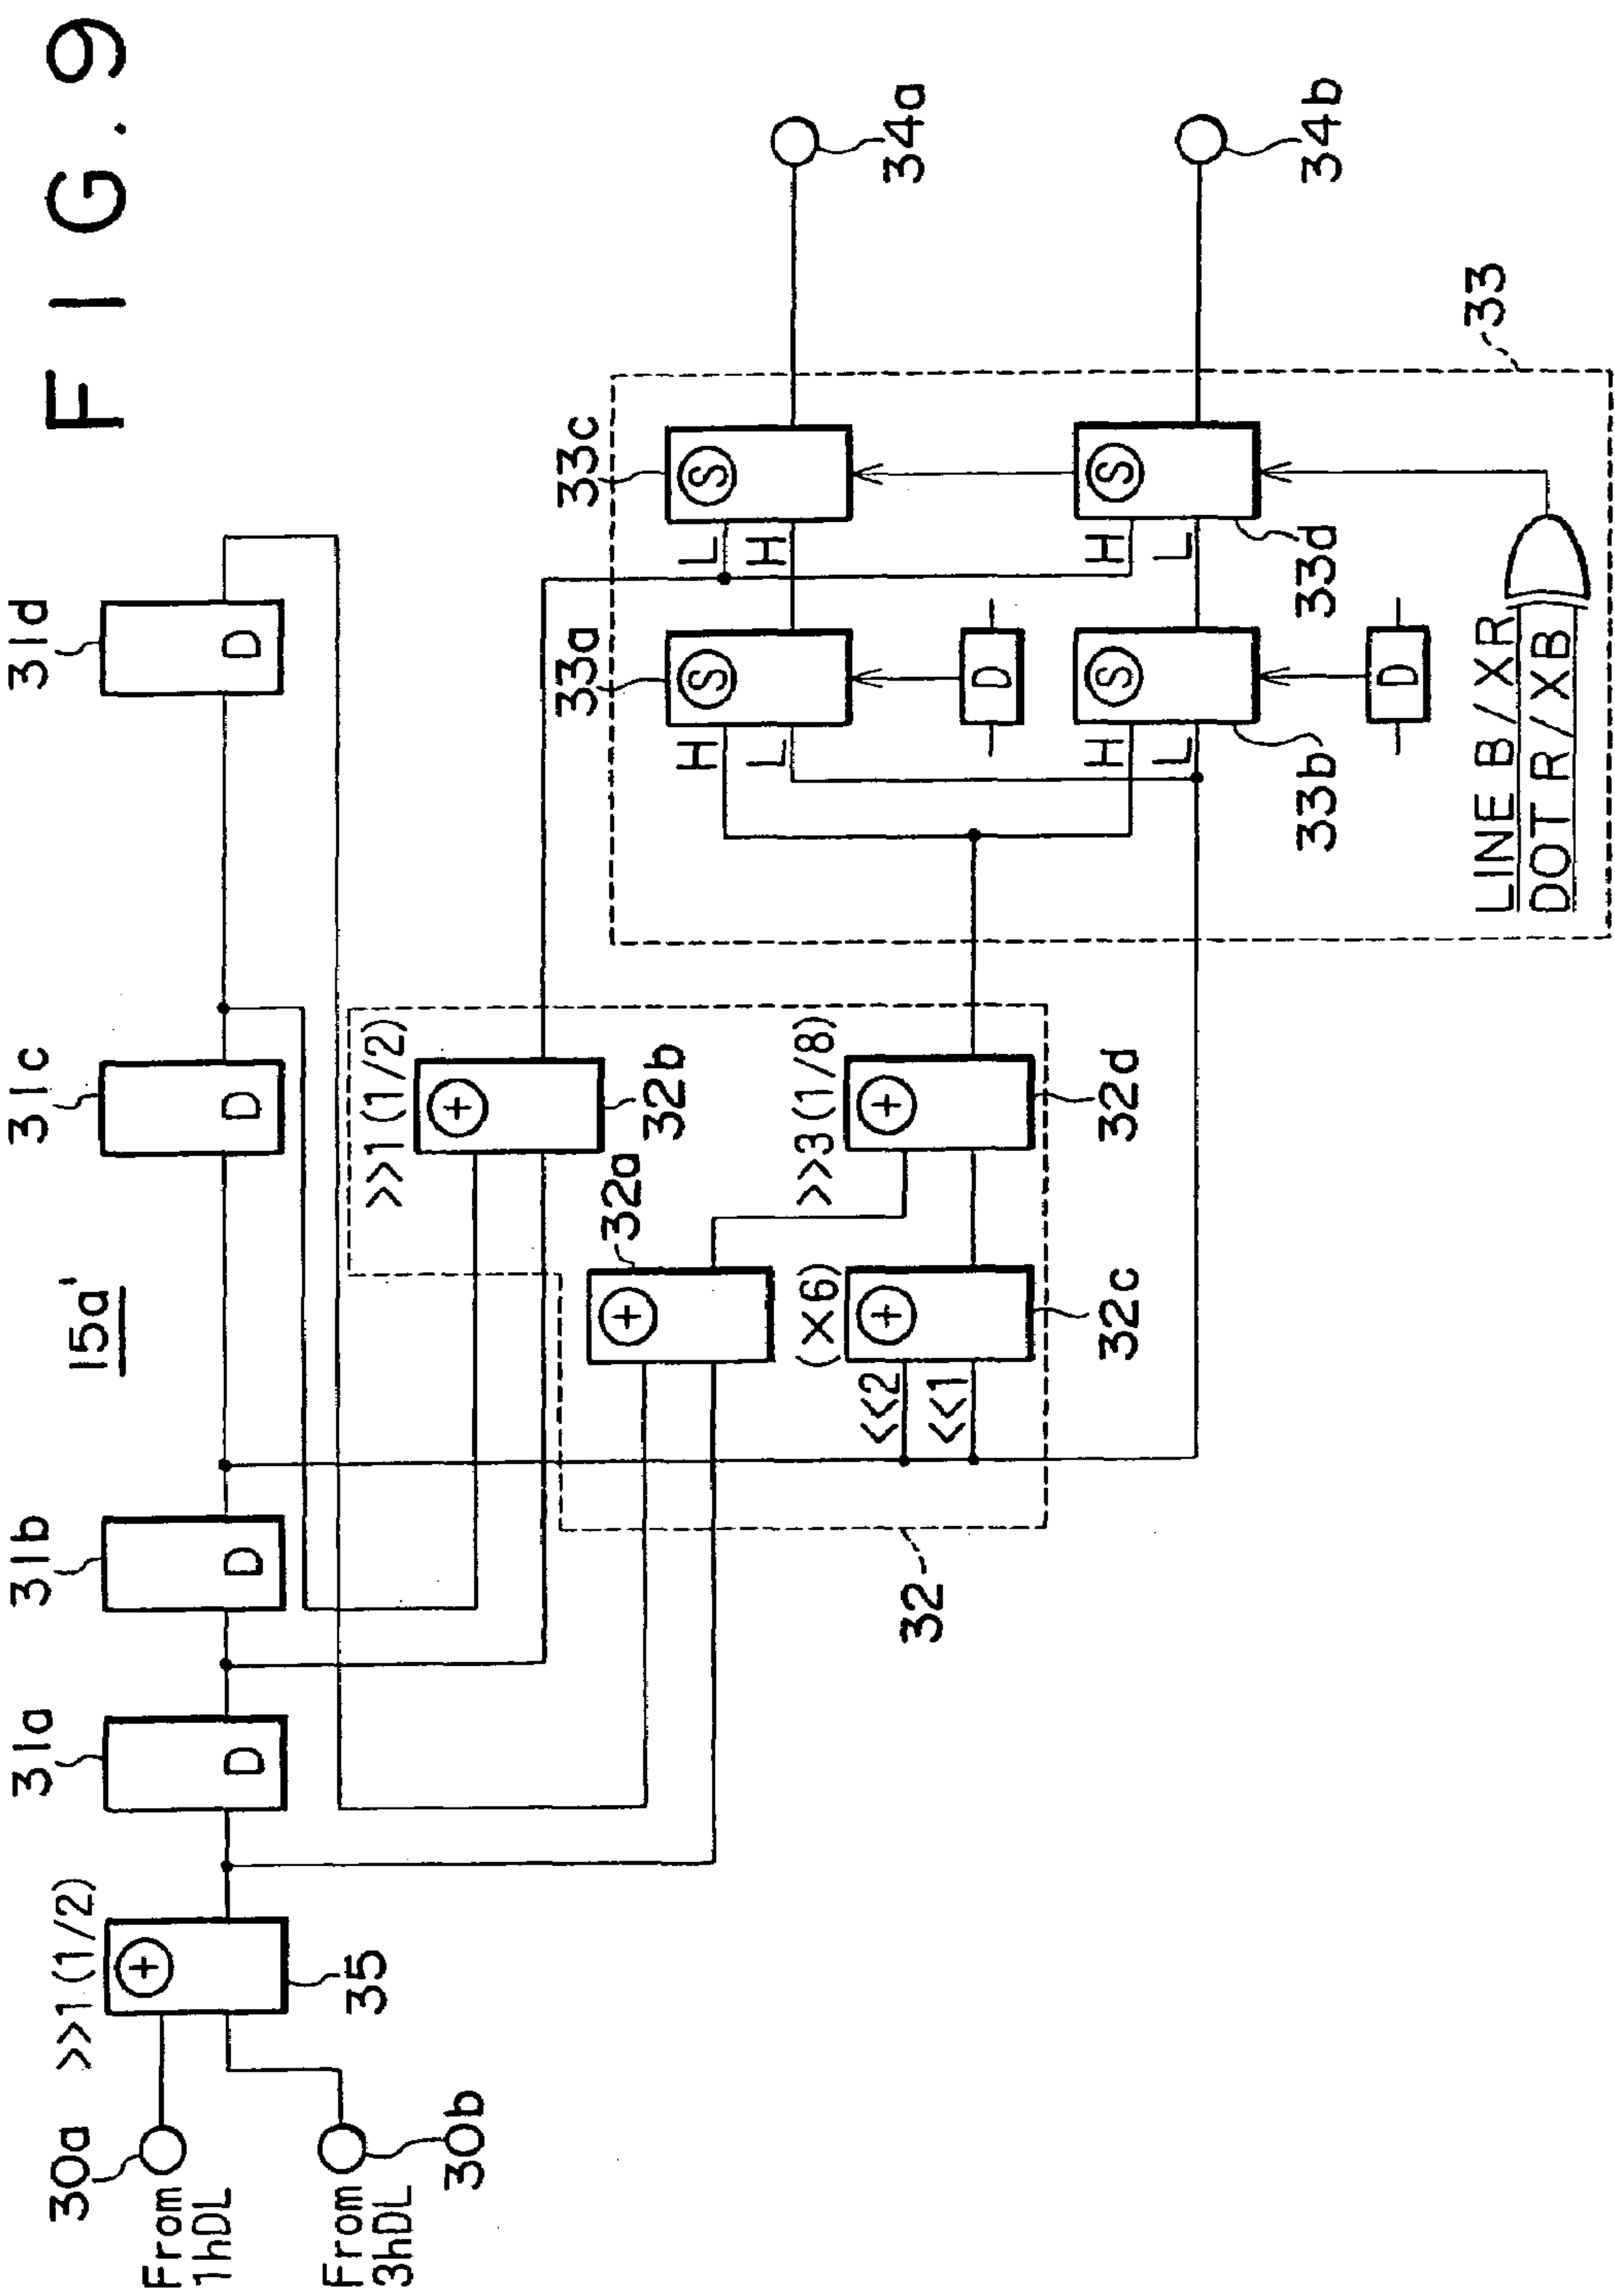 FIG. 9
15a'
30a
From
1hDL
30b
From
3hDL
>>1(1/2)
+
35
31a
D
31b
D
31c
D
31d
D
>>1(1/2)
+
32b
32a
+
(×6)
<<2
<<1
+
32c
>>3(1/8)
+
32d
32
33a
S
H
L
D
33b
S
H
L
D
33c
S
L
H
33d
S
H
L
33
LINE B/XR
DOT R/XB
34a
34b